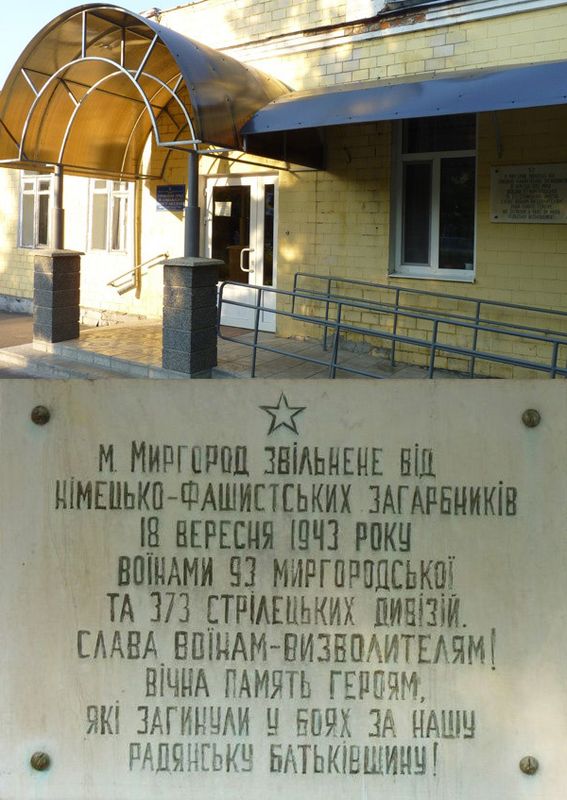 м. Миргород звільнене від
німецько-фашистських загарбників
18 вересня 1943 року
воїнами 93 Миргородської
та 373 стрілецьких дивізій.
Слава воїнам-визволителям!
Вічна память героям,
які загинули у боях за нашу
радянську Батьківщину!